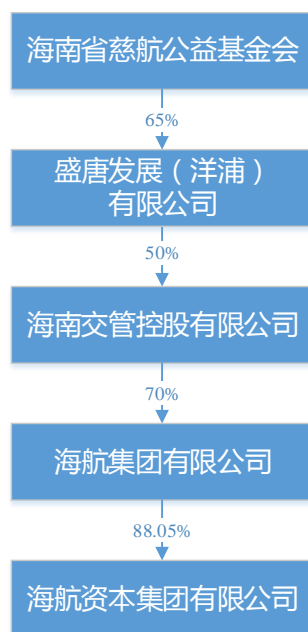 海南省慈航公益基金会
65%
盛唐发展（洋浦）
有限公司
50%
海南交管控股有限公司
70%
海航集团有限公司
88.05%
海航资本集团有限公司